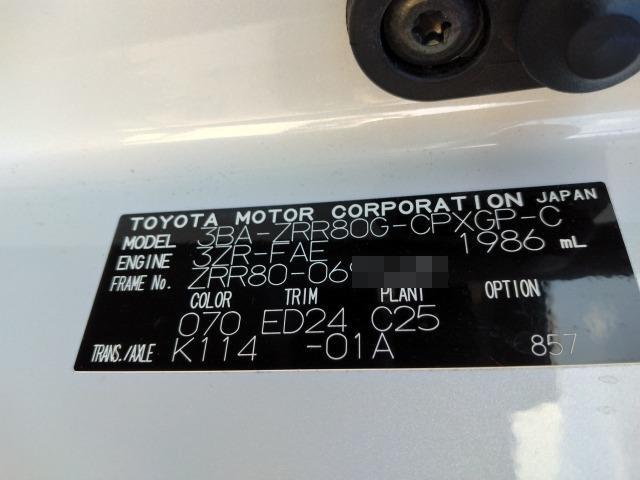 TOYOTA MOTOR CORPORATION JAPAN
MODEL 3BA-ZRR80G-CPXGP-C
ENGINE 3ZR-FAE 1986 mL
FRAME No. ZRR80-069
COLOR TRIM PLANT OPTION
070 ED24 C25
TRANS./AXLE K114 -01A 857